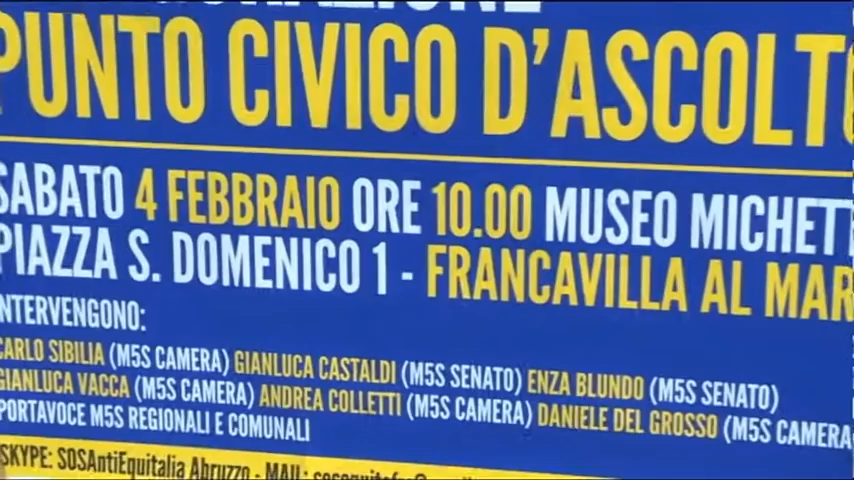 PUNTO CIVICO D'ASCOLTO
SABATO 4 FEBBRAIO ORE 10.00 MUSEO MICHETT
PIAZZA S. DOMENICO 1 - FRANCAVILLA AL MAR
INTERVENGONO:
CARLO SIBILIA (M5S CAMERA) GIANLUCA CASTALDI (M5S SENATO) ENZA BLUNDO (M5S SENATO)
GIANLUCA VACCA (M5S CAMERA) ANDREA COLLETTI (M5S CAMERA) DANIELE DEL GROSSO (M5S CAMERA)
PORTAVOCE M5S REGIONALI E COMUNALI
SKYPE: SOSAntiEquitalia Abruzzo - MAIL: